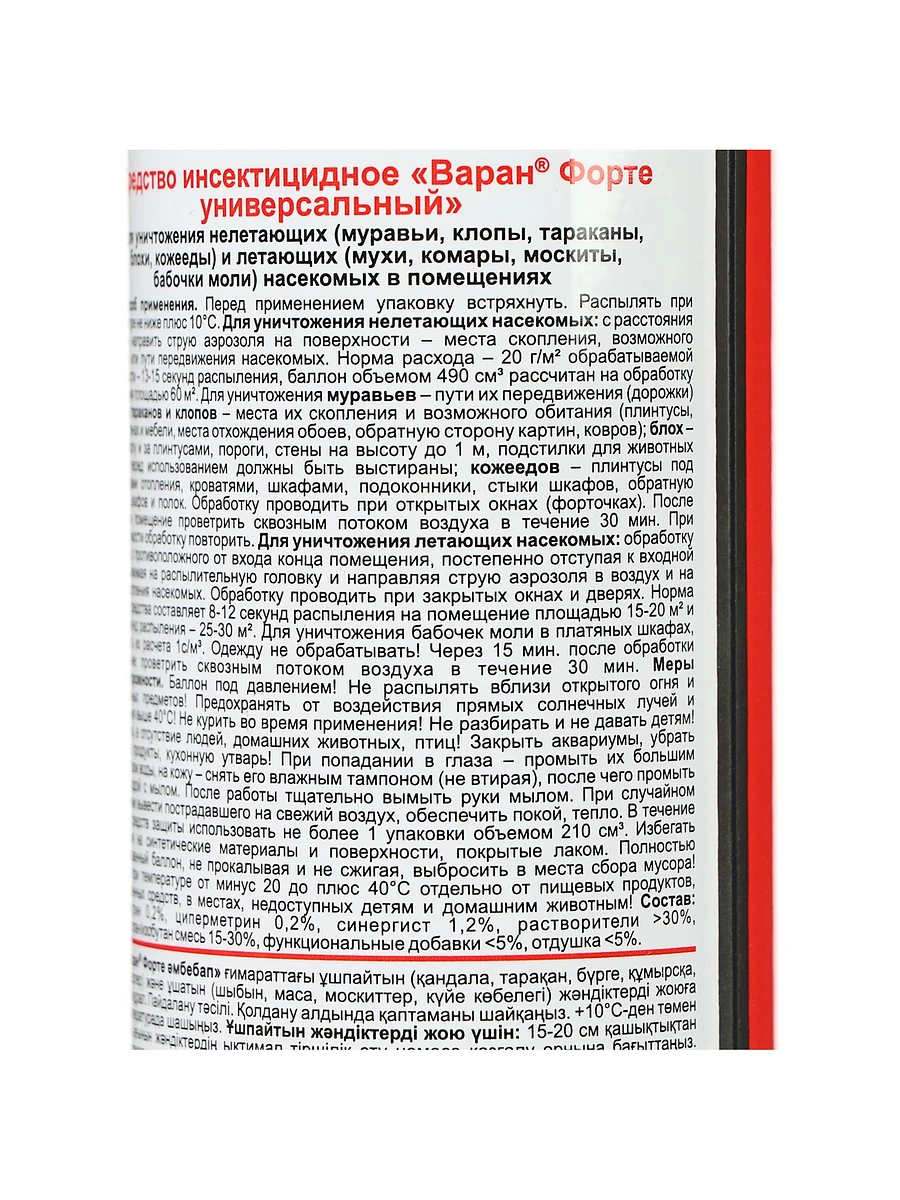 средство инсектицидное «Варан® Форте
универсальный»
уничтожения нелетающих (муравьи, клопы, тараканы,
блохи, кожееды) и летающих (мухи, комары, москиты,
бабочки моли) насекомых в помещениях
применения. Перед применением упаковку встряхнуть. Распылять при
не ниже плюс 10°С. Для уничтожения нелетающих насекомых: с расстояния
направить струю аэрозоля на поверхности – места скопления, возможного
пути передвижения насекомых. Норма расхода – 20 г/м² обрабатываемой
– 13-15 секунд распыления, баллон объемом 490 см³ рассчитан на обработку
площадью 60 м². Для уничтожения муравьев – пути их передвижения (дорожки)
тараканов и клопов – места их скопления и возможного обитания (плинтусы,
мебели, места отхождения обоев, обратную сторону картин, ковров); блох –
и за плинтусами, пороги, стены на высоту до 1 м, подстилки для животных
использованием должны быть выстираны; кожеедов – плинтусы под
отопления, кроватями, шкафами, подоконники, стыки шкафов, обратную
и полок. Обработку проводить при открытых окнах (форточках). После
помещение проветрить сквозным потоком воздуха в течение 30 мин. При
обработку повторить. Для уничтожения летающих насекомых: обработку
противоположного от входа конца помещения, постепенно отступая к входной
на распылительную головку и направляя струю аэрозоля в воздух и на
насекомых. Обработку проводить при закрытых окнах и дверях. Норма
составляет 8-12 секунд распыления на помещение площадью 15-20 м² и
распыления – 25-30 м². Для уничтожения бабочек моли в платяных шкафах,
из расчета 1с/м³. Одежду не обрабатывать! Через 15 мин. после обработки
проветрить сквозным потоком воздуха в течение 30 мин. Меры
Баллон под давлением! Не распылять вблизи открытого огня и
предметов! Предохранять от воздействия прямых солнечных лучей и
выше 40°С! Не курить во время применения! Не разбирать и не давать детям!
в отсутствие людей, домашних животных, птиц! Закрыть аквариумы, убрать
продукты, кухонную утварь! При попадании в глаза – промыть их большим
воды, на кожу – снять его влажным тампоном (не втирая), после чего промыть
с мылом. После работы тщательно вымыть руки мылом. При случайном
вывести пострадавшего на свежий воздух, обеспечить покой, тепло. В течение
защиты использовать не более 1 упаковки объемом 210 см³. Избегать
на синтетические материалы и поверхности, покрытые лаком. Полностью
баллон, не прокалывая и не сжигая, выбросить в места сбора мусора!
температуре от минус 20 до плюс 40°С отдельно от пищевых продуктов,
средств, в местах, недоступных детям и домашним животным! Состав:
0,2%, циперметрин 0,2%, синергист 1,2%, растворители >30%,
смесь 15-30%, функциональные добавки <5%, отдушка <5%.
Форте әмбебап» ғимараттағы ұшпайтын (қандала, тарақан, бүрге, құмырсқа,
және ұшатын (шыбын, маса, москиттер, күйе көбелегі) жәндіктерді жоюға
Пайдалану тәсілі. Қолдану алдында қаптаманы шайқаңыз. +10°С-ден төмен
шашыңыз. Ұшпайтын жәндіктерді жою үшін: 15-20 см қашықтықтан
жәндіктердің ықтимал тіршілік ету немесе қозғалу орнына бағыттаңыз.